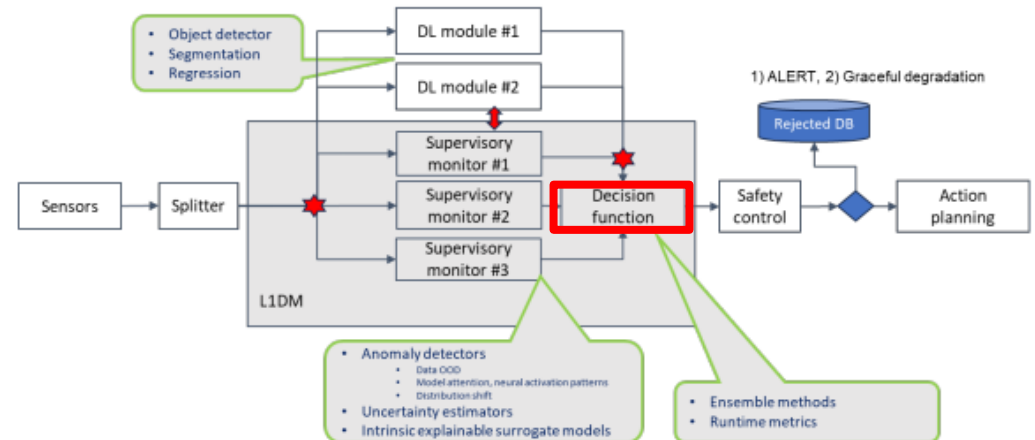 • Object detector
• Segmentation
• Regression
DL module #1
DL module #2
1) ALERT, 2) Graceful degradation
Rejected DB
Sensors
Splitter
Supervisory
monitor #1
Supervisory
monitor #2
Supervisory
monitor #3
Decision
function
Safety
control
Action
planning
L1DM
• Anomaly detectors
• Data OOD
• Model attention, neural activation patterns
• Distribution shift
• Uncertainty estimators
• Intrinsic explainable surrogate models
• Ensemble methods
• Runtime metrics